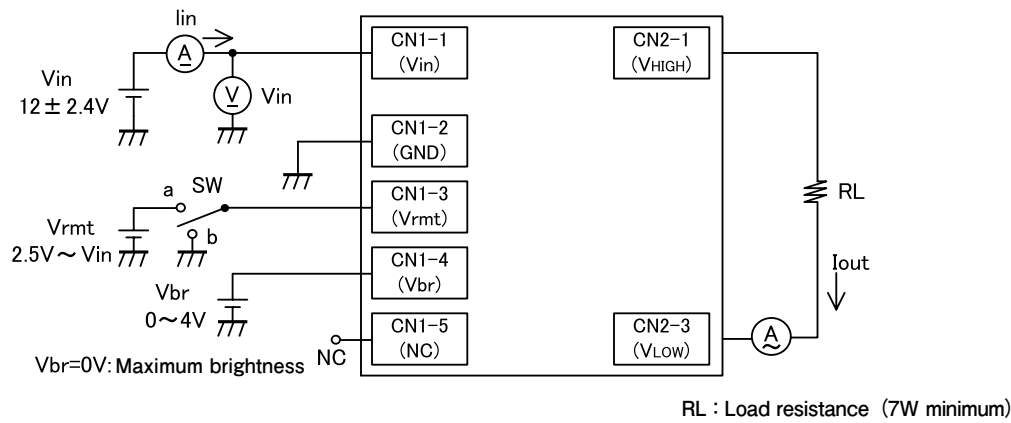 Iin
A
Vin
12±2.4V
V
Vin
CN1-1
(Vin)
CN1-2
(GND)
a
SW
b
Vrmt
2.5V～Vin
CN1-3
(Vrmt)
Vbr
0～4V
CN1-4
(Vbr)
NC
CN1-5
(NC)
Vbr=0V: Maximum brightness
CN2-1
(VHIGH)
RL
Iout
CN2-3
(VLOW)
A
RL : Load resistance (7W minimum)